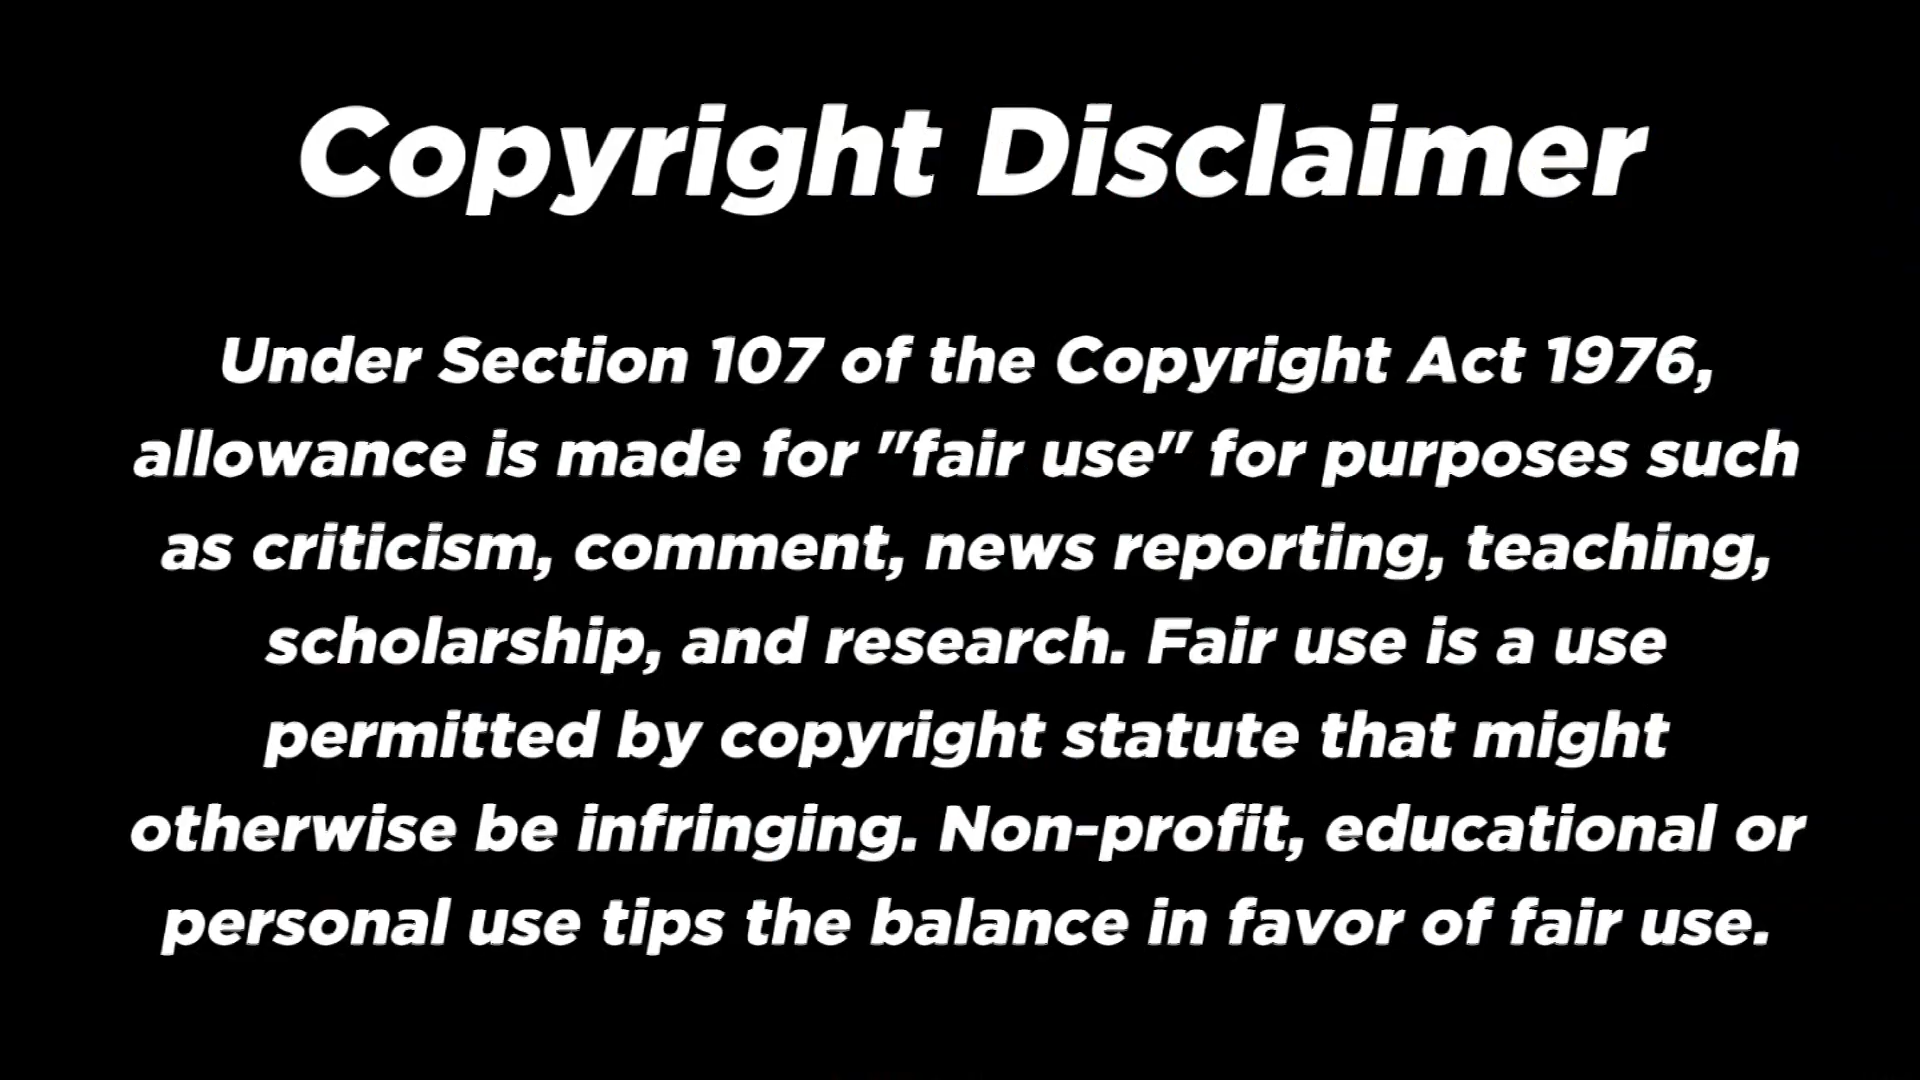 Copyright Disclaimer
Under Section 107 of the Copyright Act 1976,
allowance is made for "fair use" for purposes such
as criticism, comment, news reporting, teaching,
scholarship, and research. Fair use is a use
permitted by copyright statute that might
otherwise be infringing. Non-profit, educational or
personal use tips the balance in favor of fair use.